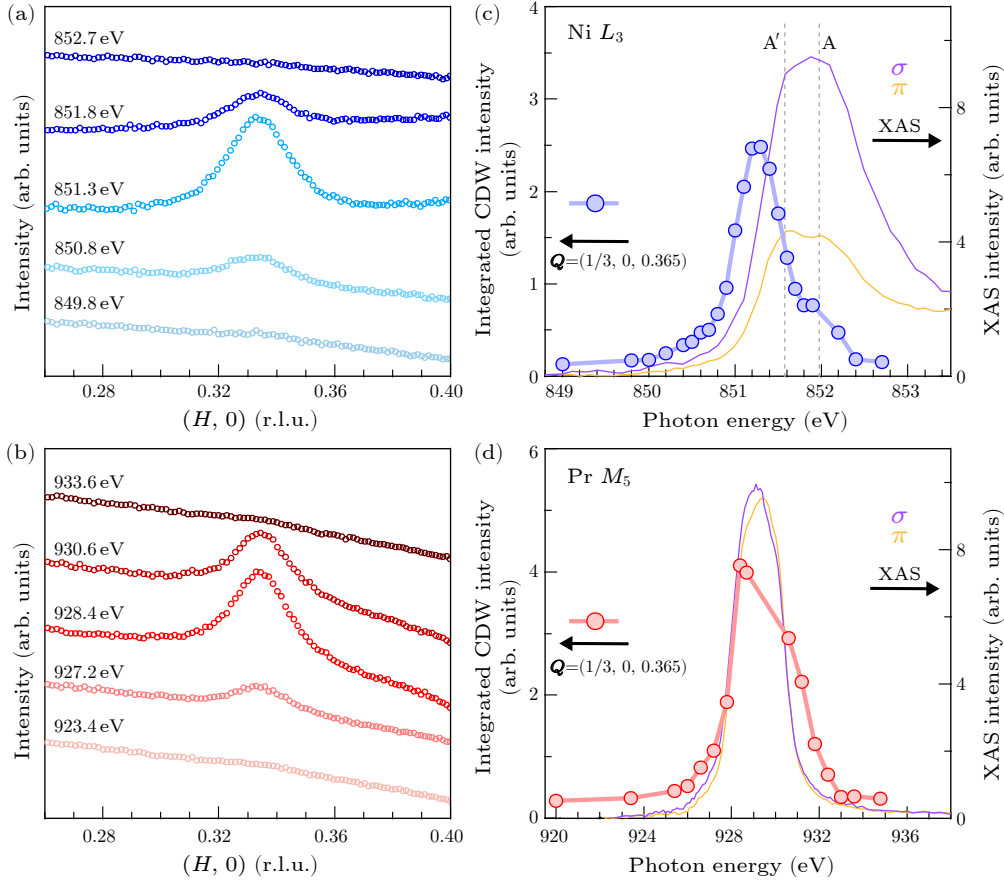 (a)
852.7 eV
851.8 eV
851.3 eV
850.8 eV
849.8 eV
Intensity (arb. units)
0.28
0.32
0.36
0.40
(H, 0) (r.l.u.)
(b)
933.6 eV
930.6 eV
928.4 eV
927.2 eV
923.4 eV
Intensity (arb. units)
0.28
0.32
0.36
0.40
(H, 0) (r.l.u.)
(c)
Ni L3
A′
A
σ
π
XAS
Q=(1/3, 0, 0.365)
Integrated CDW intensity
(arb. units)
4
3
2
1
0
XAS intensity (arb. units)
8
4
0
849
850
851
852
853
Photon energy (eV)
(d)
Pr M5
σ
π
XAS
Q=(1/3, 0, 0.365)
Integrated CDW intensity
(arb. units)
6
4
2
0
XAS intensity (arb. units)
8
4
0
920
924
928
932
936
Photon energy (eV)